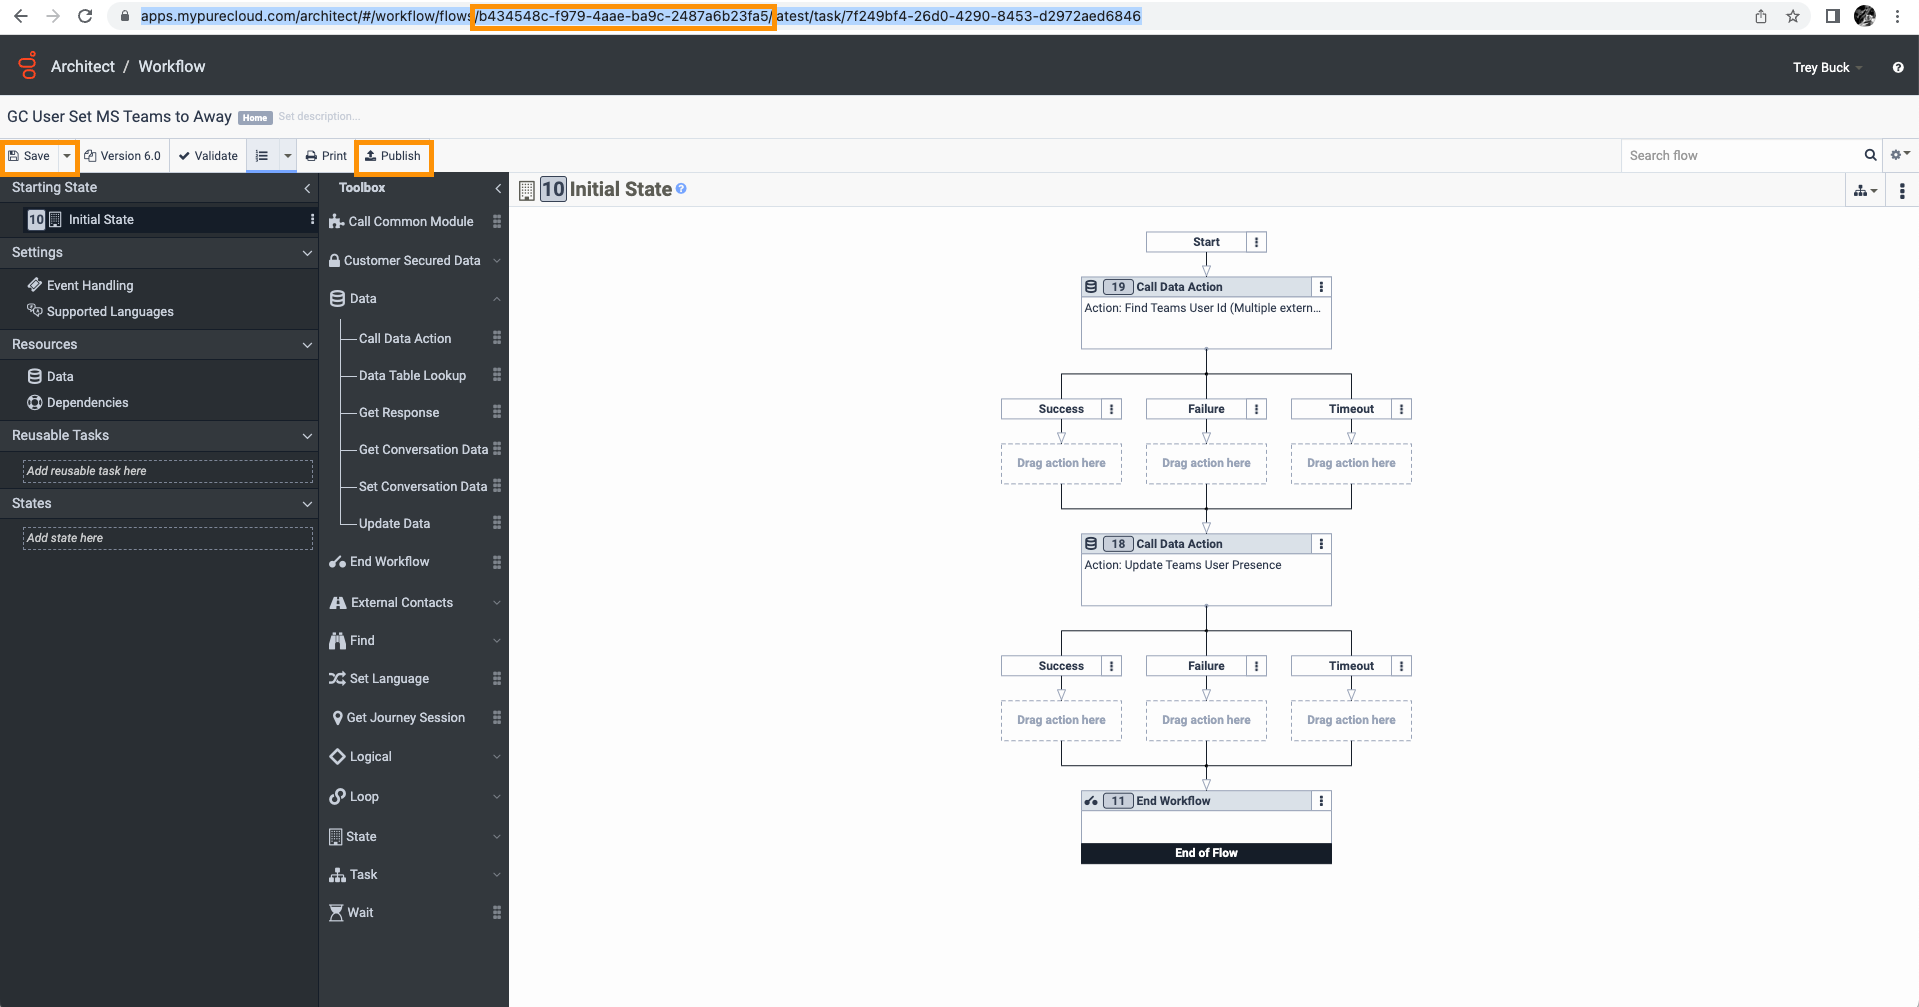 apps.mypurecloud.com/architect/#/workflow/flows/b434548c-f979-4aae-ba9c-2487a6b23fa5/latest/task/7f249bf4-26d0-4290-8453-d2972aed6846
Architect / Workflow
Trey Buck
GC User Set MS Teams to Away Home Set description...
Save Version 6.0 Validate Print Publish
Search flow
Starting State
10 Initial State
Settings
Event Handling
Supported Languages
Resources
Data
Dependencies
Reusable Tasks
Add reusable task here
States
Add state here
Toolbox
Call Common Module
Customer Secured Data
Data
Call Data Action
Data Table Lookup
Get Response
Get Conversation Data
Set Conversation Data
Update Data
End Workflow
External Contacts
Find
Set Language
Get Journey Session
Logical
Loop
State
Task
Wait
10 Initial State ?
Start
19 Call Data Action
Action: Find Teams User Id (Multiple extern...
Success Failure Timeout
Drag action here Drag action here Drag action here
18 Call Data Action
Action: Update Teams User Presence
Success Failure Timeout
Drag action here Drag action here Drag action here
11 End Workflow
End of Flow